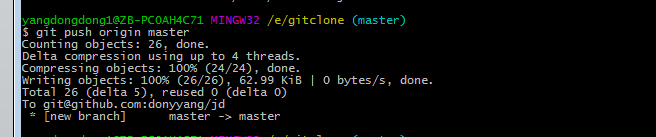 yangdongdong1@ZB-PC0AH4C71 MINGW32 /e/gitclone (master)
$ git push origin master
Counting objects: 26, done.
Delta compression using up to 4 threads.
Compressing objects: 100% (24/24), done.
Writing objects: 100% (26/26), 62.99 KiB | 0 bytes/s, done.
Total 26 (delta 5), reused 0 (delta 0)
To git@github.com:donyyang/jd
 * [new branch]      master -> master